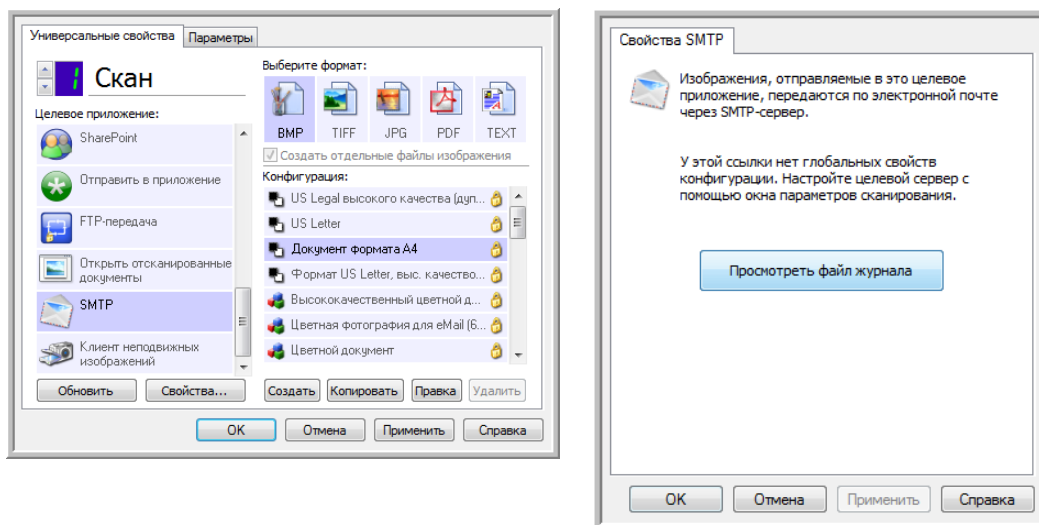 Универсальные свойства
Параметры
1
Скан
Целевое приложение:
SharePoint
Отправить в приложение
FTP-передача
Открыть отсканированные
документы
SMTP
Клиент неподвижных
изображений
Обновить
Свойства...
Выберите формат:
BMP
TIFF
JPG
PDF
TEXT
Создать отдельные файлы изображения
Конфигурация:
US Legal высокого качества (дуп...
US Letter
Документ формата A4
Формат US Letter, выс. качество...
Высококачественный цветной д...
Цветная фотография для eMail (6...
Цветной документ
Создать
Копировать
Правка
Удалить
OK
Отмена
Применить
Справка
Свойства SMTP
Изображения, отправляемые в это целевое
приложение, передаются по электронной почте
через SMTP-сервер.
У этой ссылки нет глобальных свойств
конфигурации. Настройте целевой сервер с
помощью окна параметров сканирования.
Просмотреть файл журнала
OK
Отмена
Применить
Справка